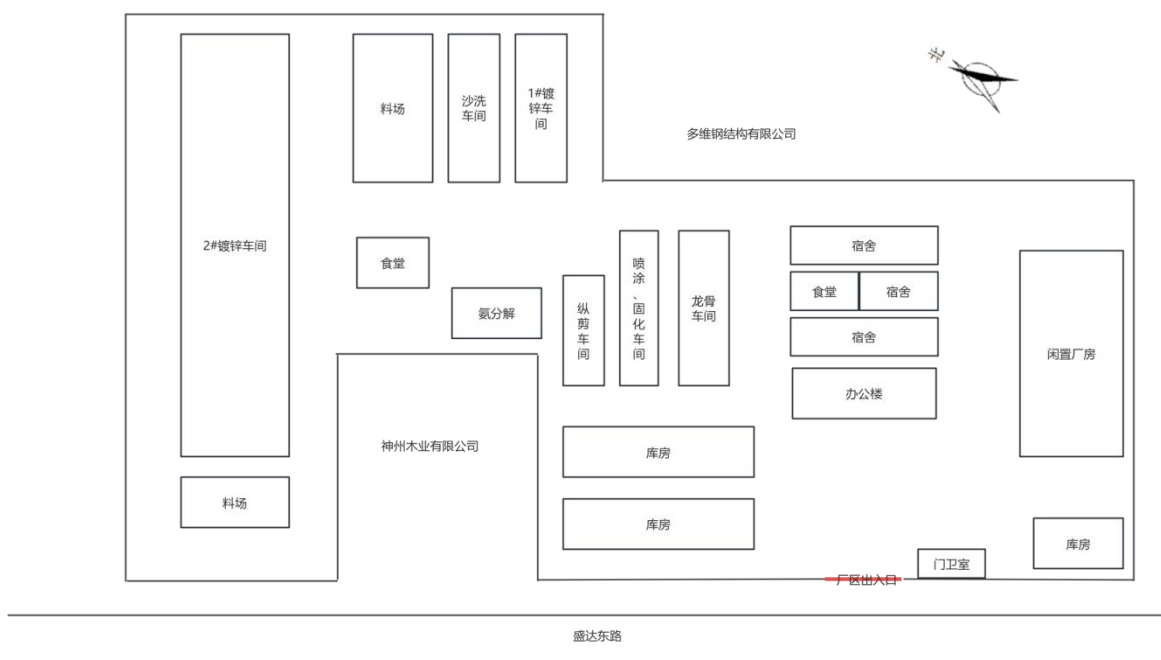 北
料场
沙洗
车间
1#镀
锌车
间
多维钢结构有限公司
2#镀锌车间
食堂
氨分解
纵
剪
车
间
喷
涂
、
固
化
车
间
龙骨
车间
宿舍
食堂
宿舍
宿舍
办公楼
闲置厂房
神州木业有限公司
库房
料场
库房
库房
门卫室
厂区出入口
盛达东路